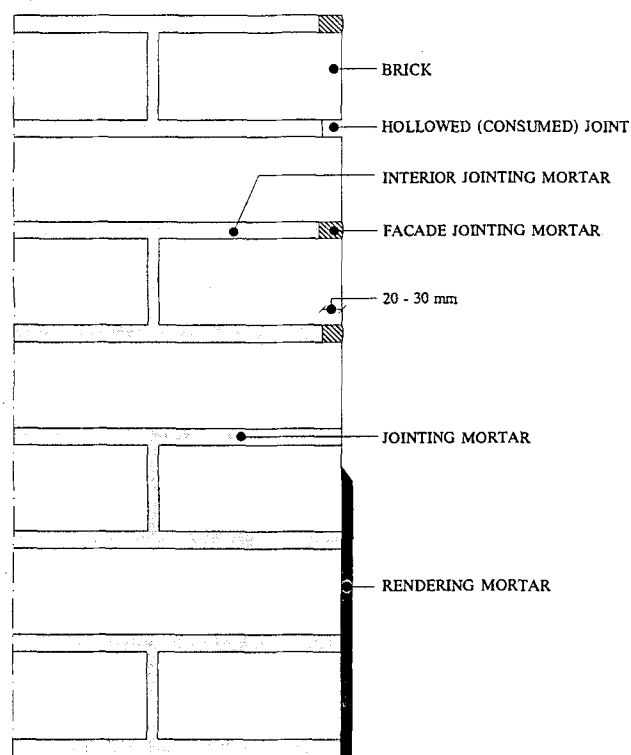 BRICK
HOLLOWED (CONSUMED) JOINT
INTERIOR JOINTING MORTAR
FACADE JOINTING MORTAR
20 - 30 mm
JOINTING MORTAR
RENDERING MORTAR